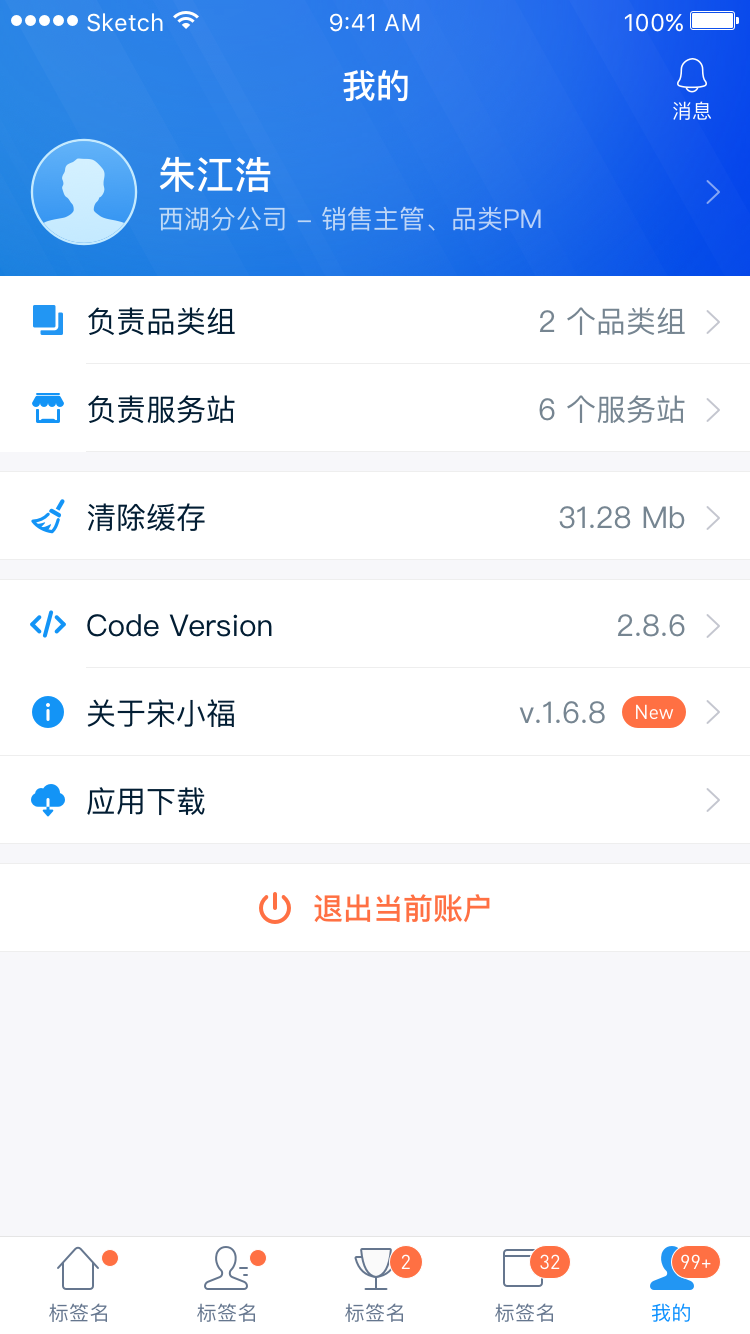 Sketch 9:41 AM 100%
我的
消息
朱江浩
西湖分公司 – 销售主管、品类PM
负责品类组 2 个品类组
负责服务站 6 个服务站
清除缓存 31.28 Mb
Code Version 2.8.6
关于宋小福 v.1.6.8 New
应用下载
退出当前账户
2 32 99+
标签名 标签名 标签名 标签名 我的